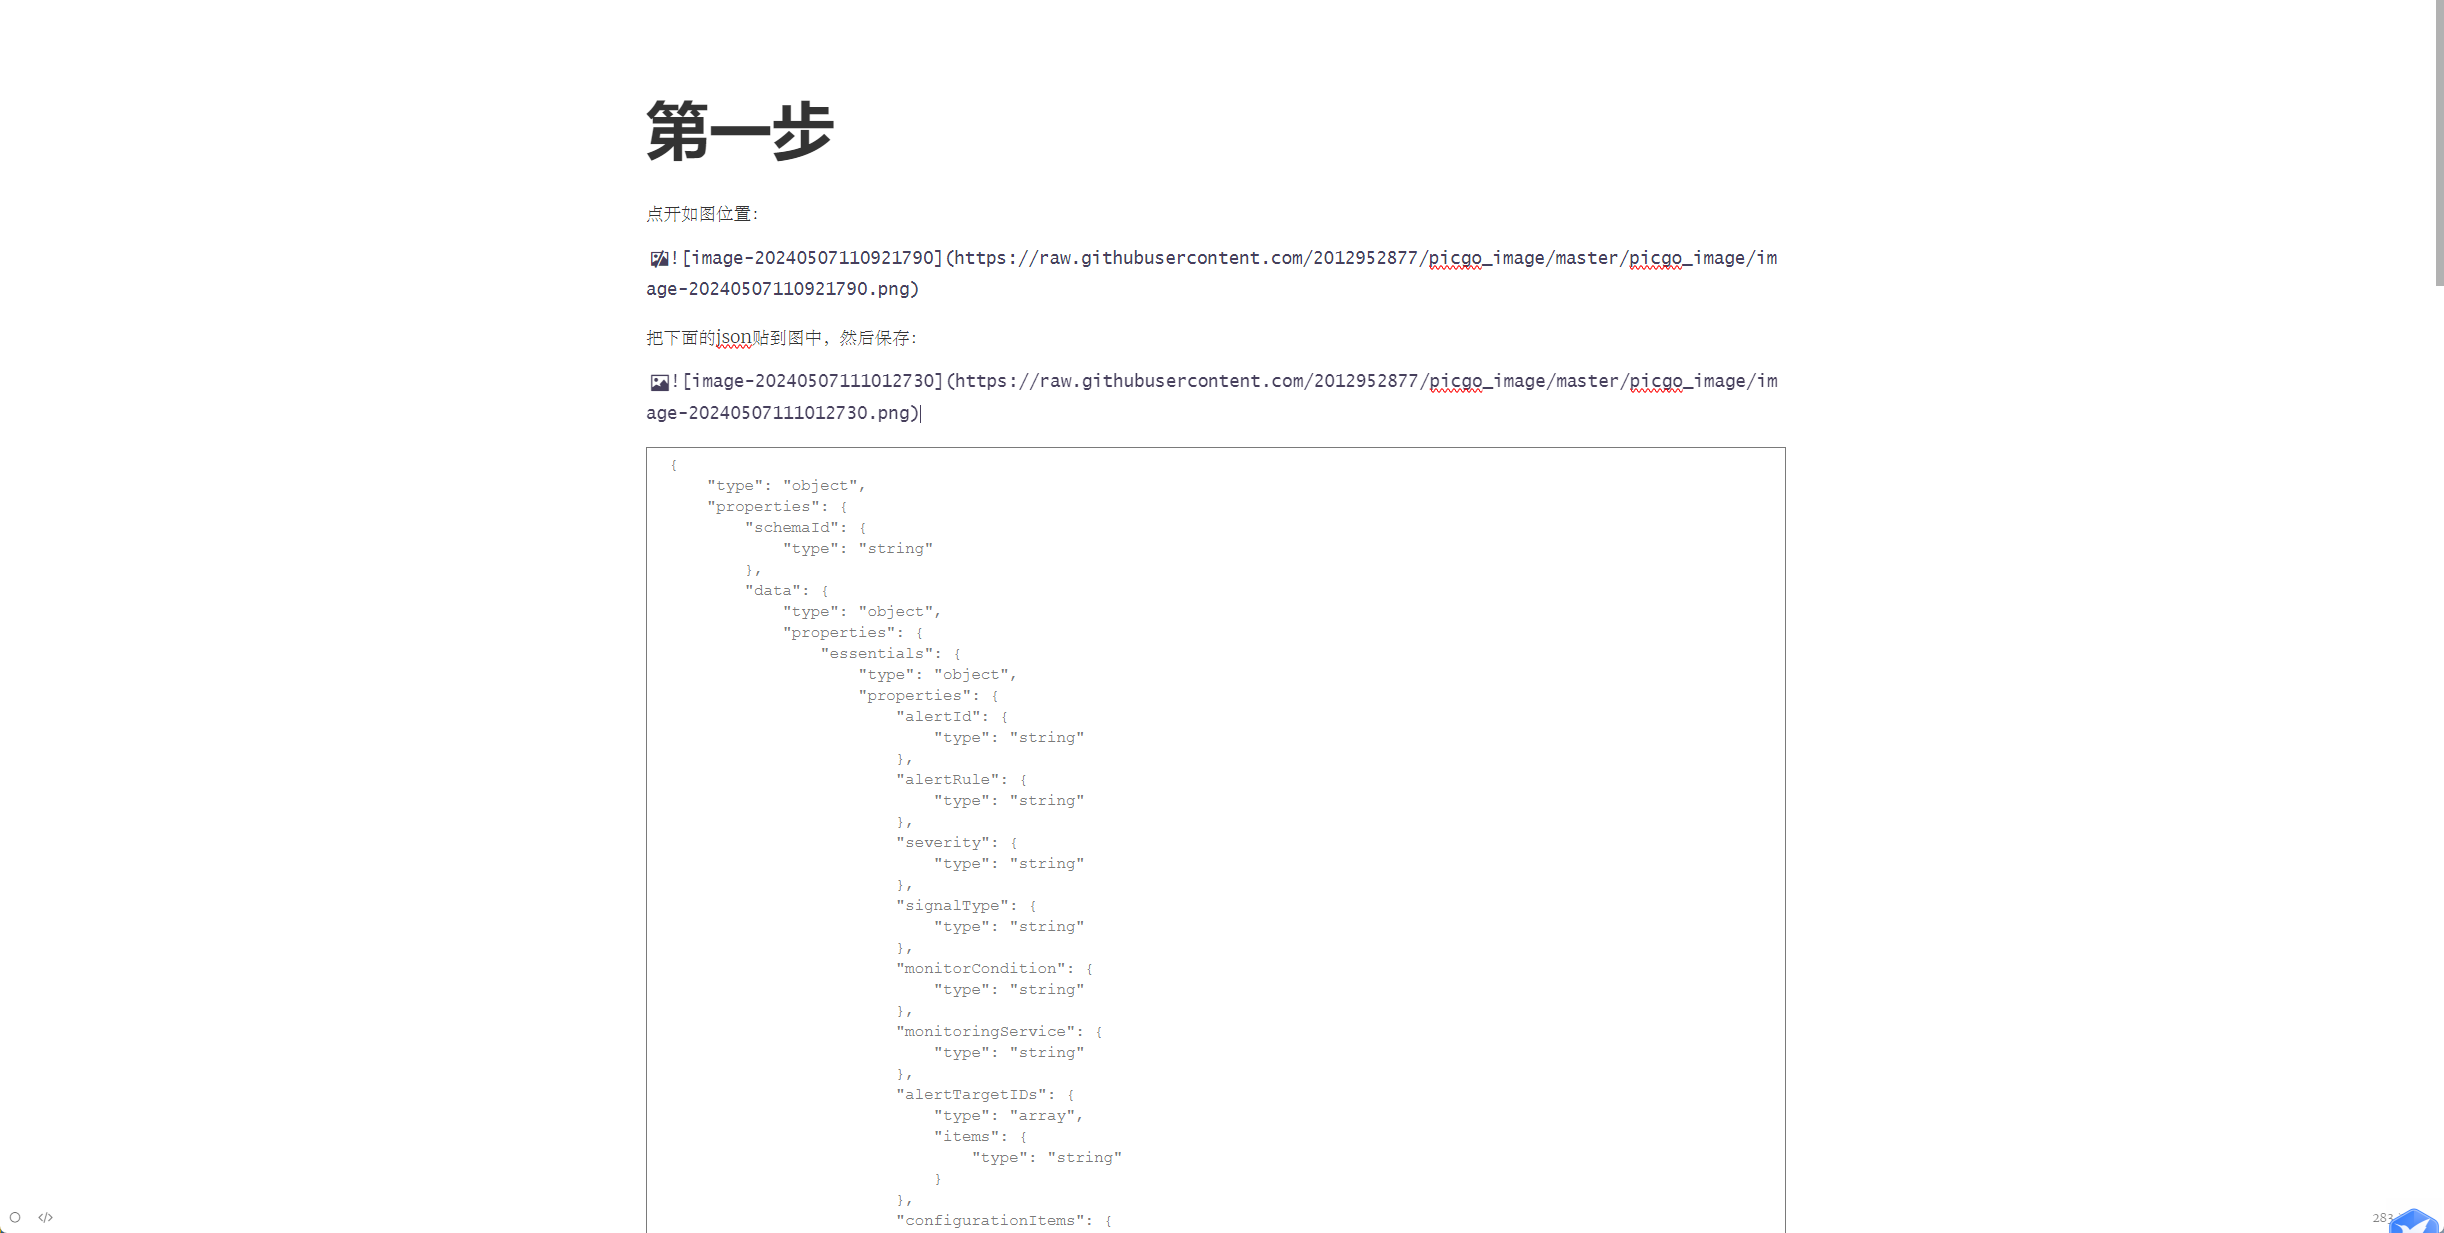 第一步
点开如图位置：
![image-20240507110921790](https://raw.githubusercontent.com/2012952877/picgo_image/master/picgo_image/im
age-20240507110921790.png)
把下面的json贴到图中，然后保存：
![image-20240507111012730](https://raw.githubusercontent.com/2012952877/picgo_image/master/picgo_image/im
age-20240507111012730.png)
{
    "type": "object",
    "properties": {
        "schemaId": {
            "type": "string"
        },
        "data": {
            "type": "object",
            "properties": {
                "essentials": {
                    "type": "object",
                    "properties": {
                        "alertId": {
                            "type": "string"
                        },
                        "alertRule": {
                            "type": "string"
                        },
                        "severity": {
                            "type": "string"
                        },
                        "signalType": {
                            "type": "string"
                        },
                        "monitorCondition": {
                            "type": "string"
                        },
                        "monitoringService": {
                            "type": "string"
                        },
                        "alertTargetIDs": {
                            "type": "array",
                            "items": {
                                "type": "string"
                            }
                        },
                        "configurationItems": {